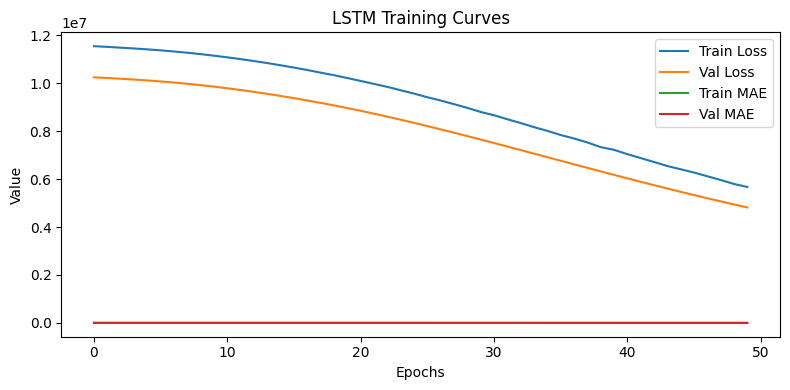 LSTM Training Curves
1e7
1.2
1.0
0.8
0.6
0.4
0.2
0.0
Value
Train Loss
Val Loss
Train MAE
Val MAE
0
10
20
30
40
50
Epochs